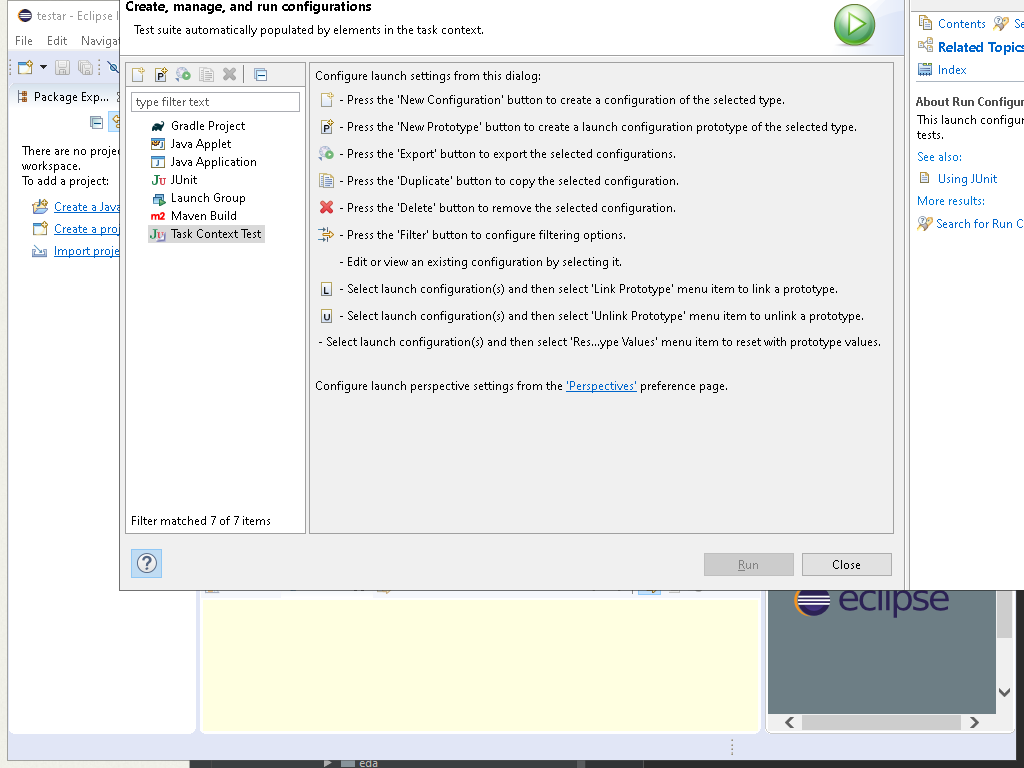 testar - Eclipse
File Edit Navigat
Package Exp...
There are no proje
workspace.
To add a project:
Create a Java
Create a proj
Import proje
Create, manage, and run configurations
Test suite automatically populated by elements in the task context.
type filter text
Gradle Project
Java Applet
Java Application
JUnit
Launch Group
Maven Build
Task Context Test
Filter matched 7 of 7 items
Configure launch settings from this dialog:
- Press the 'New Configuration' button to create a configuration of the selected type.
- Press the 'New Prototype' button to create a launch configuration prototype of the selected type.
- Press the 'Export' button to export the selected configurations.
- Press the 'Duplicate' button to copy the selected configuration.
- Press the 'Delete' button to remove the selected configuration.
- Press the 'Filter' button to configure filtering options.
- Edit or view an existing configuration by selecting it.
- Select launch configuration(s) and then select 'Link Prototype' menu item to link a prototype.
- Select launch configuration(s) and then select 'Unlink Prototype' menu item to unlink a prototype.
- Select launch configuration(s) and then select 'Res...ype Values' menu item to reset with prototype values.
Configure launch perspective settings from the 'Perspectives' preference page.
Run
Close
Contents
Se
Related Topics
Index
About Run Configur
This launch configur
tests.
See also:
Using JUnit
More results:
Search for Run C
eclipse
eda